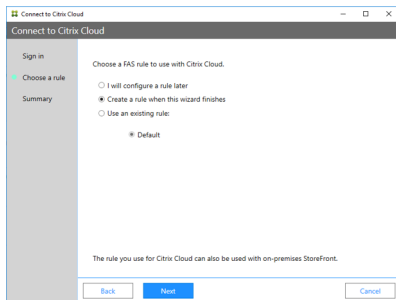 Connect to Citrix Cloud
Connect to Citrix Cloud
Sign in
Choose a rule
Summary
Choose a FAS rule to use with Citrix Cloud.
I will configure a rule later
Create a rule when this wizard finishes
Use an existing rule:
Default
The rule you use for Citrix Cloud can also be used with on-premises StoreFront.
Back
Next
Cancel